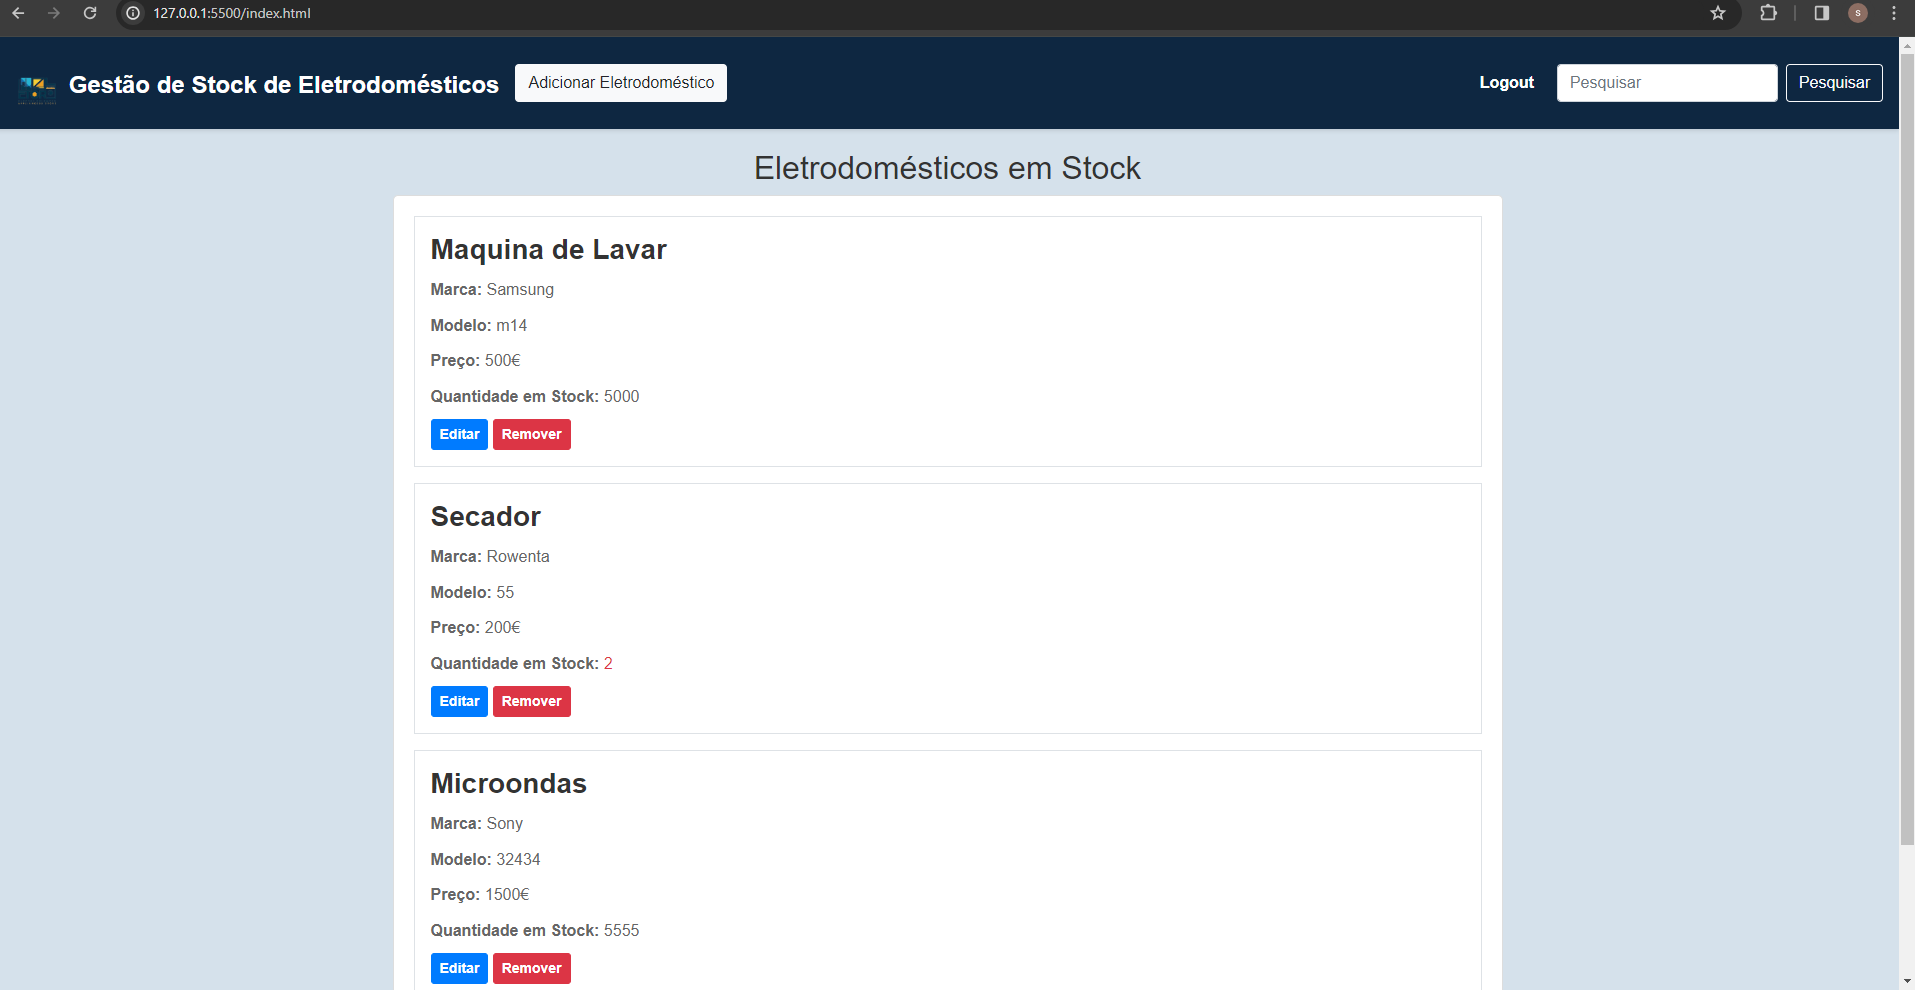 127.0.0.1:5500/index.html
S
Gestão de Stock de Eletrodomésticos
Adicionar Eletrodoméstico
Logout
Pesquisar
Pesquisar
Eletrodomésticos em Stock
Maquina de Lavar
Marca: Samsung
Modelo: m14
Preço: 500€
Quantidade em Stock: 5000
Editar Remover
Secador
Marca: Rowenta
Modelo: 55
Preço: 200€
Quantidade em Stock: 2
Editar Remover
Microondas
Marca: Sony
Modelo: 32434
Preço: 1500€
Quantidade em Stock: 5555
Editar Remover